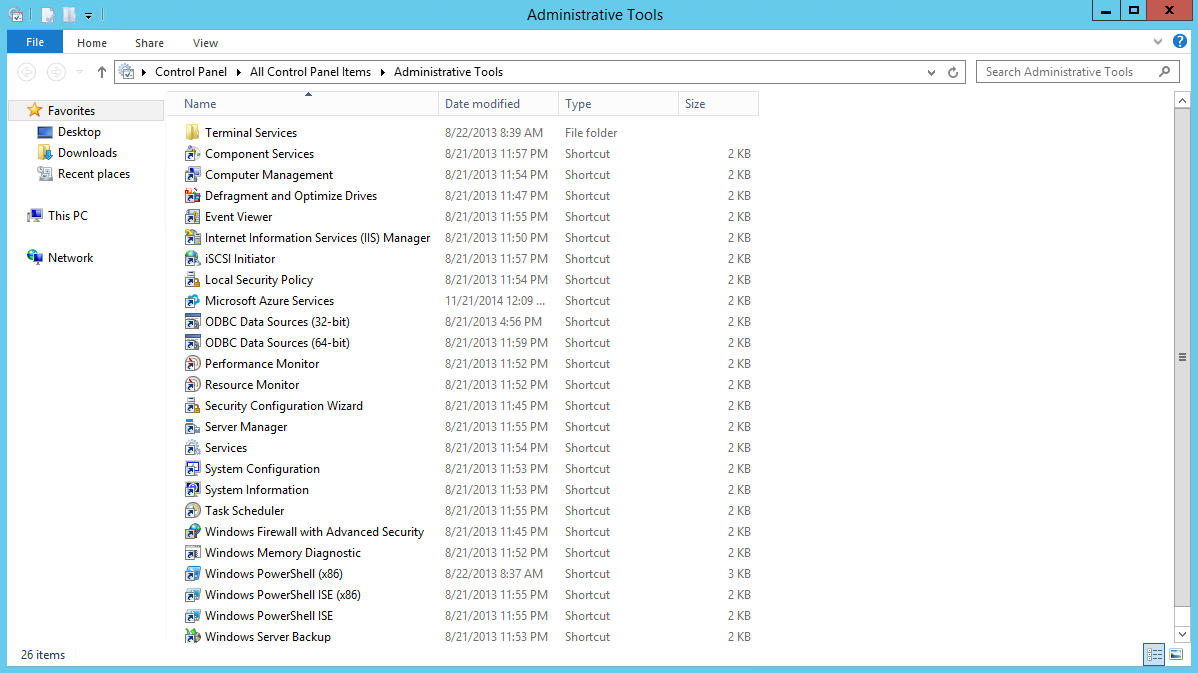 Administrative Tools
File Home Share View
Control Panel All Control Panel Items Administrative Tools Search Administrative Tools
Name Date modified Type Size
Favorites
Desktop
Downloads
Recent places
This PC
Network
Terminal Services 8/22/2013 8:39 AM File folder
Component Services 8/21/2013 11:57 PM Shortcut 2 KB
Computer Management 8/21/2013 11:54 PM Shortcut 2 KB
Defragment and Optimize Drives 8/21/2013 11:47 PM Shortcut 2 KB
Event Viewer 8/21/2013 11:55 PM Shortcut 2 KB
Internet Information Services (IIS) Manager 8/21/2013 11:50 PM Shortcut 2 KB
iSCSI Initiator 8/21/2013 11:57 PM Shortcut 2 KB
Local Security Policy 8/21/2013 11:54 PM Shortcut 2 KB
Microsoft Azure Services 11/21/2014 12:09 ... Shortcut 2 KB
ODBC Data Sources (32-bit) 8/21/2013 4:56 PM Shortcut 2 KB
ODBC Data Sources (64-bit) 8/21/2013 11:59 PM Shortcut 2 KB
Performance Monitor 8/21/2013 11:52 PM Shortcut 2 KB
Resource Monitor 8/21/2013 11:52 PM Shortcut 2 KB
Security Configuration Wizard 8/21/2013 11:45 PM Shortcut 2 KB
Server Manager 8/21/2013 11:55 PM Shortcut 2 KB
Services 8/21/2013 11:54 PM Shortcut 2 KB
System Configuration 8/21/2013 11:53 PM Shortcut 2 KB
System Information 8/21/2013 11:53 PM Shortcut 2 KB
Task Scheduler 8/21/2013 11:55 PM Shortcut 2 KB
Windows Firewall with Advanced Security 8/21/2013 11:45 PM Shortcut 2 KB
Windows Memory Diagnostic 8/21/2013 11:52 PM Shortcut 2 KB
Windows PowerShell (x86) 8/22/2013 8:37 AM Shortcut 3 KB
Windows PowerShell ISE (x86) 8/21/2013 11:55 PM Shortcut 2 KB
Windows PowerShell ISE 8/21/2013 11:55 PM Shortcut 2 KB
Windows Server Backup 8/21/2013 11:53 PM Shortcut 2 KB
26 items